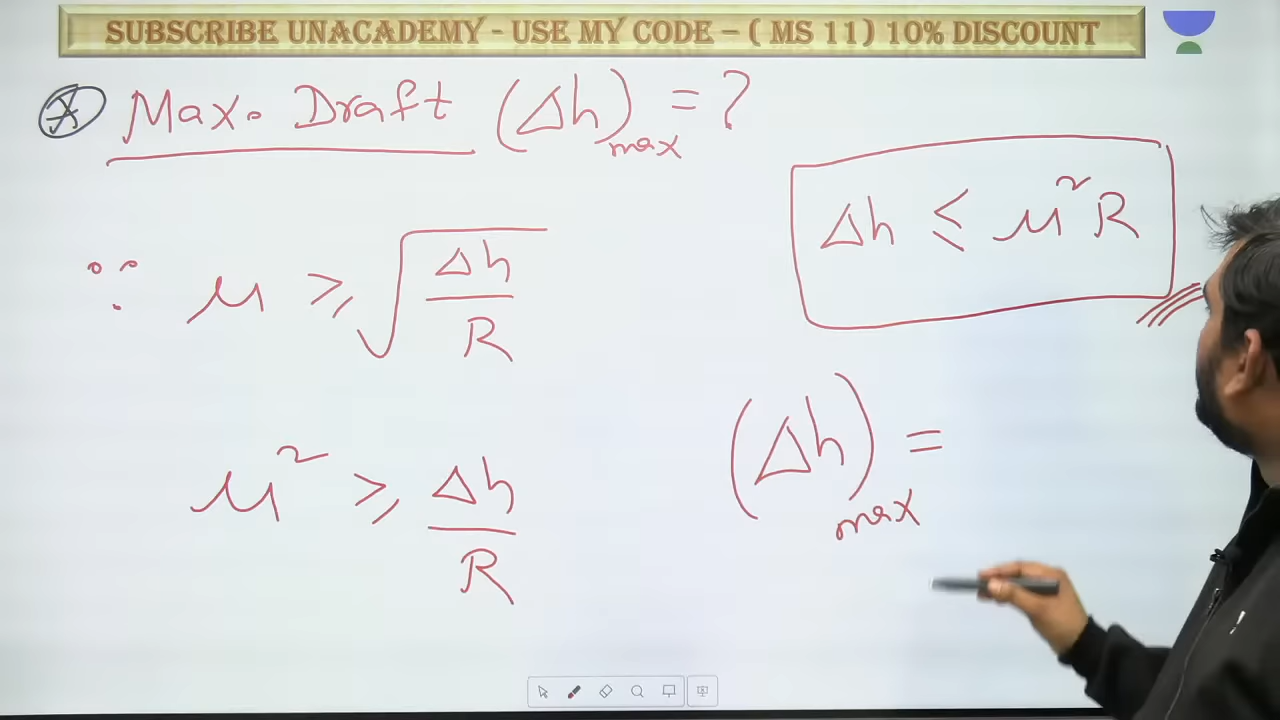 SUBSCRIBE UNACADEMY - USE MY CODE – ( MS 11) 10% DISCOUNT
Max. Draft (Δh)max = ?
∵ μ ≥ √(Δh/R)
μ² ≥ Δh/R
Δh ≤ μ²R
(Δh)max =